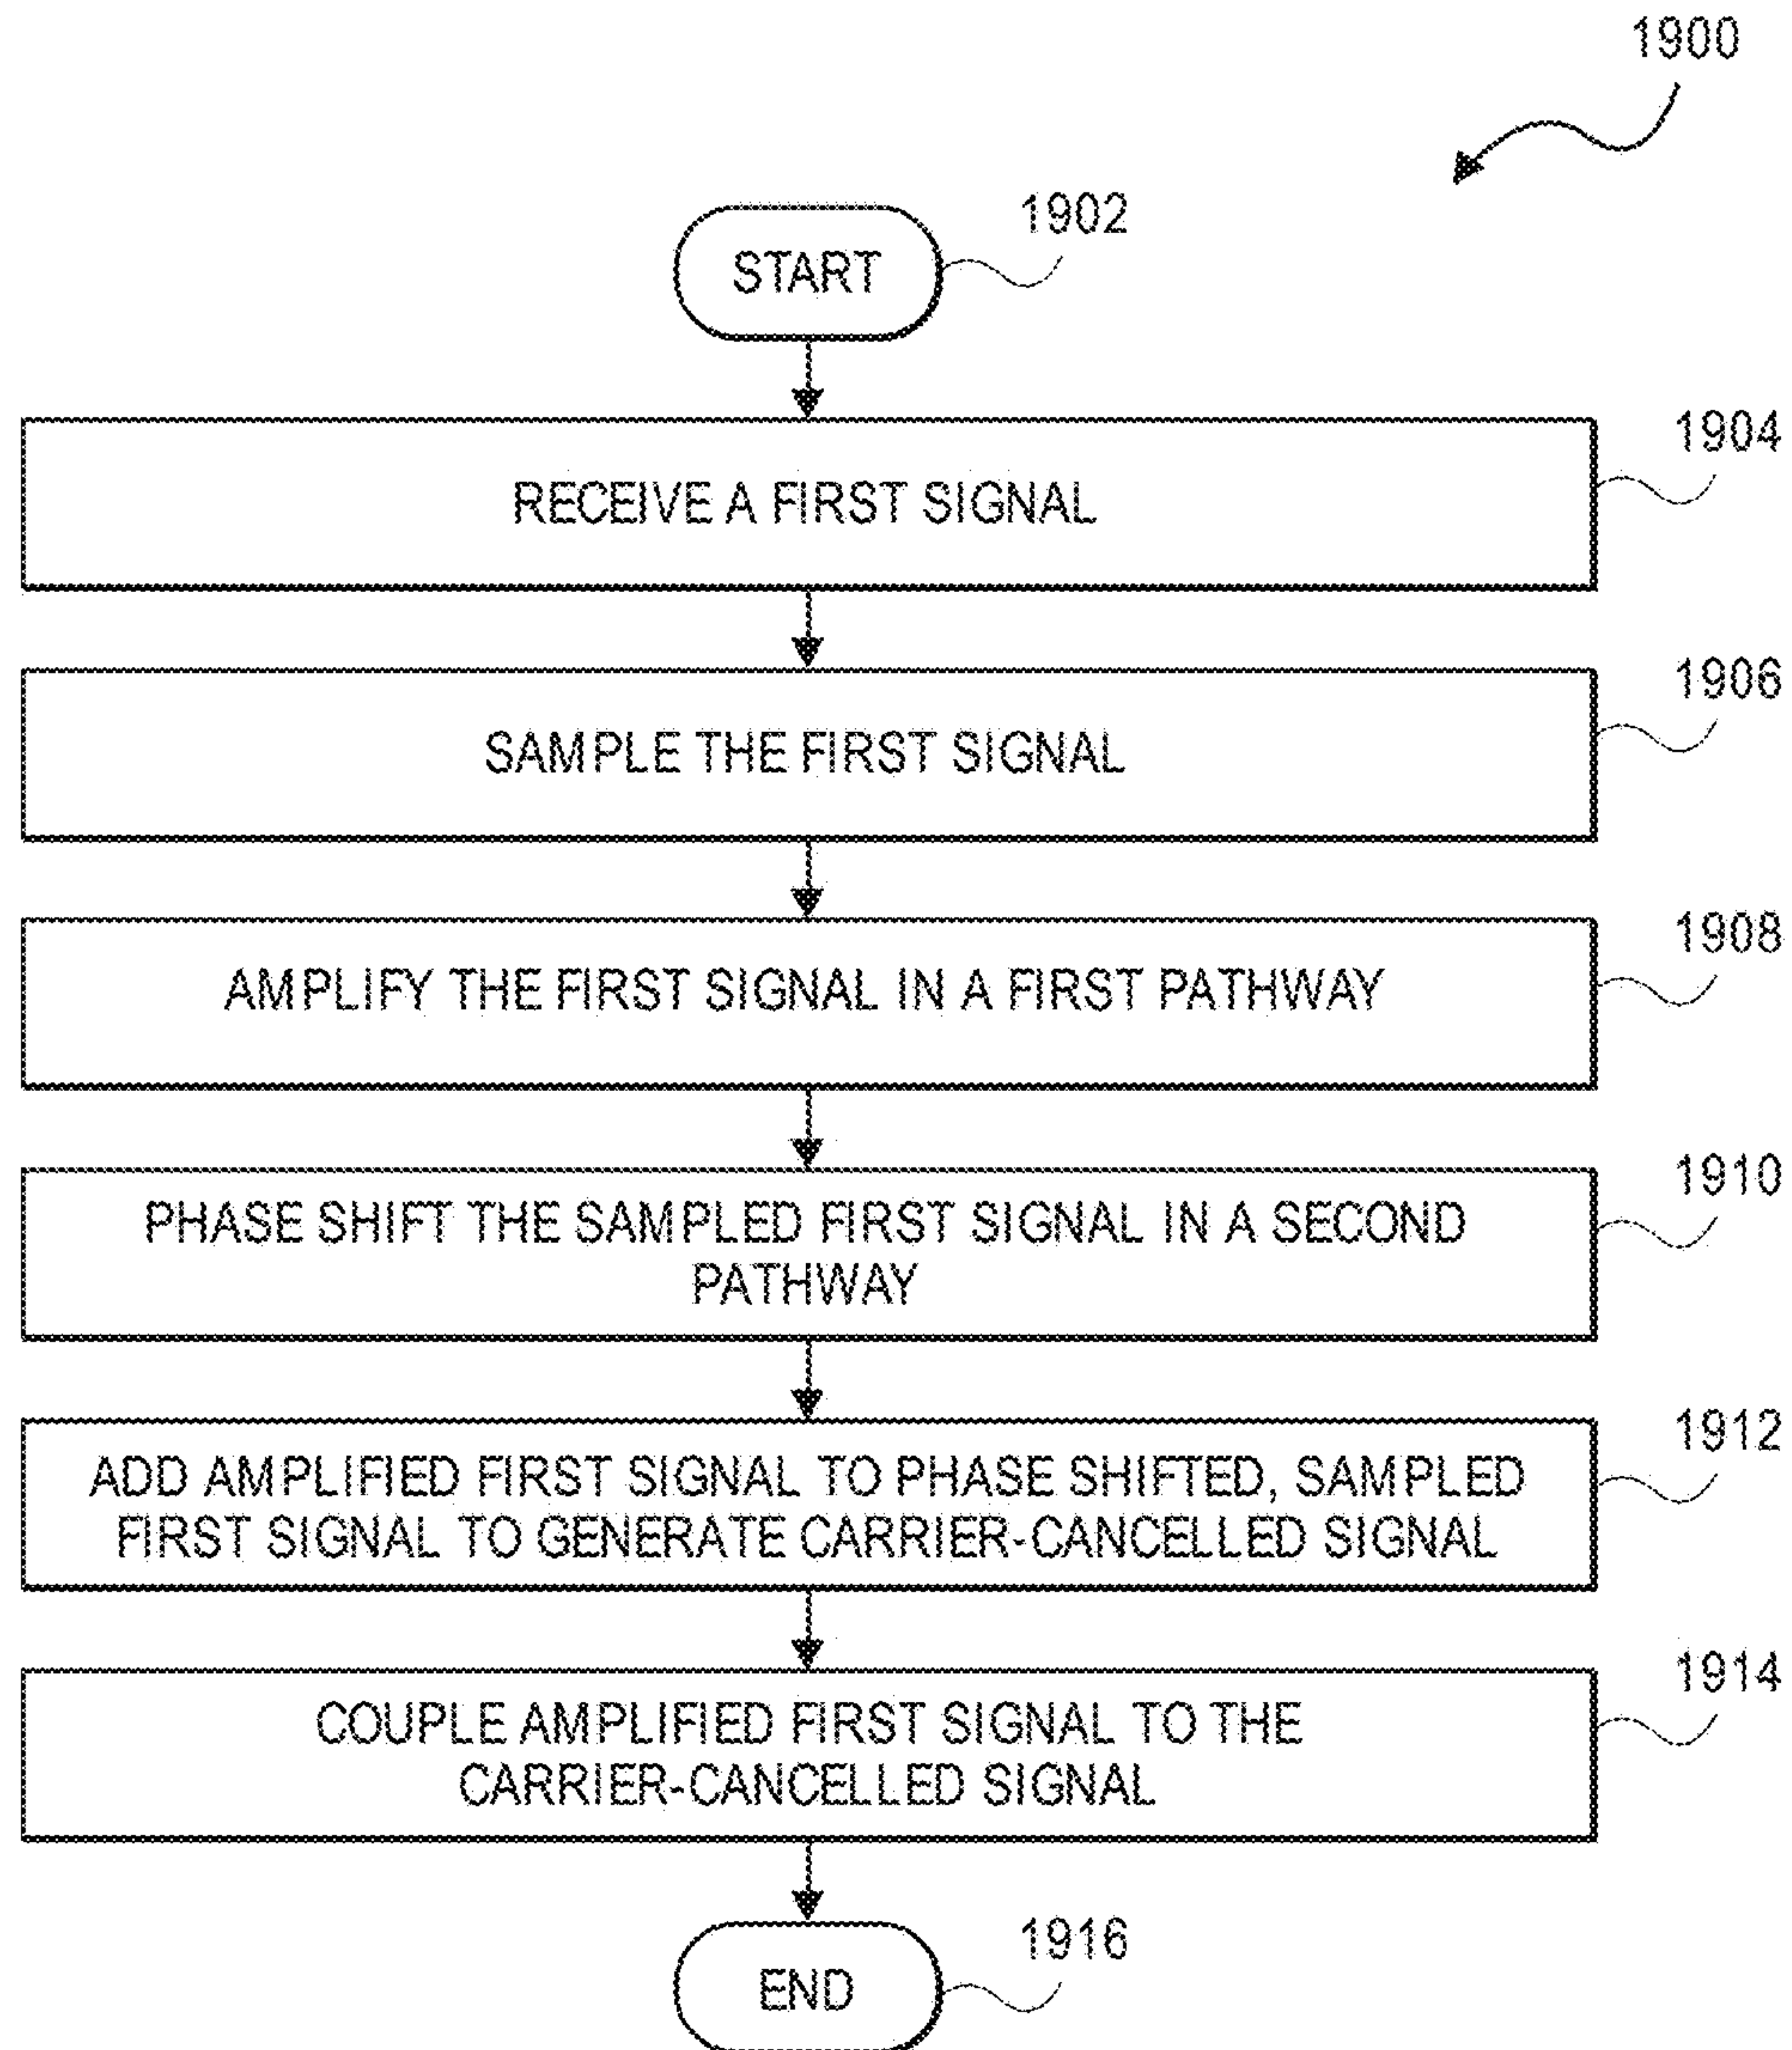 1900
START
1902
RECEIVE A FIRST SIGNAL
1904
SAMPLE THE FIRST SIGNAL
1906
AMPLIFY THE FIRST SIGNAL IN A FIRST PATHWAY
1908
PHASE SHIFT THE SAMPLED FIRST SIGNAL IN A SECOND
PATHWAY
1910
ADD AMPLIFIED FIRST SIGNAL TO PHASE SHIFTED, SAMPLED
FIRST SIGNAL TO GENERATE CARRIER-CANCELLED SIGNAL
1912
COUPLE AMPLIFIED FIRST SIGNAL TO THE
CARRIER-CANCELLED SIGNAL
1914
END
1916